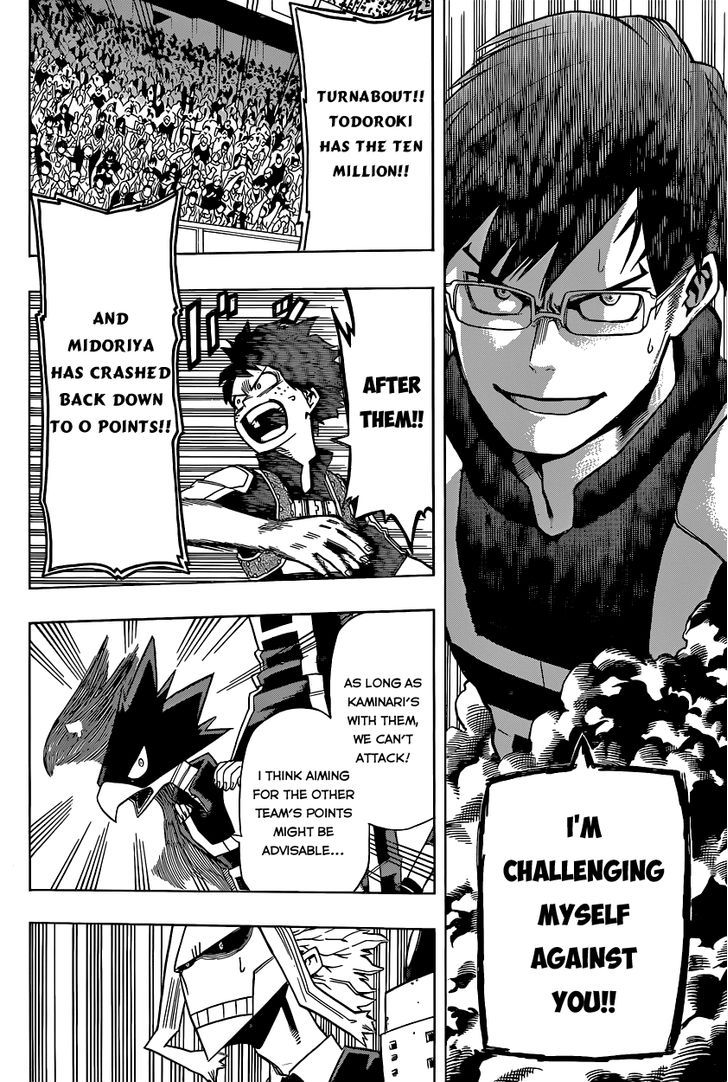 I'M
CHALLENGING
MYSELF
AGAINST
YOU!!
TURNABOUT!!
TODOROKI
HAS THE TEN
MILLION!!
AND
MIDORIYA
HAS CRASHED
BACK DOWN
TO 0 POINTS!!
AFTER
THEM!!
AS LONG AS
KAMINARI'S
WITH THEM,
WE CAN'T
ATTACK!
I THINK AIMING
FOR THE OTHER
TEAM'S POINTS
MIGHT BE
ADVISABLE...